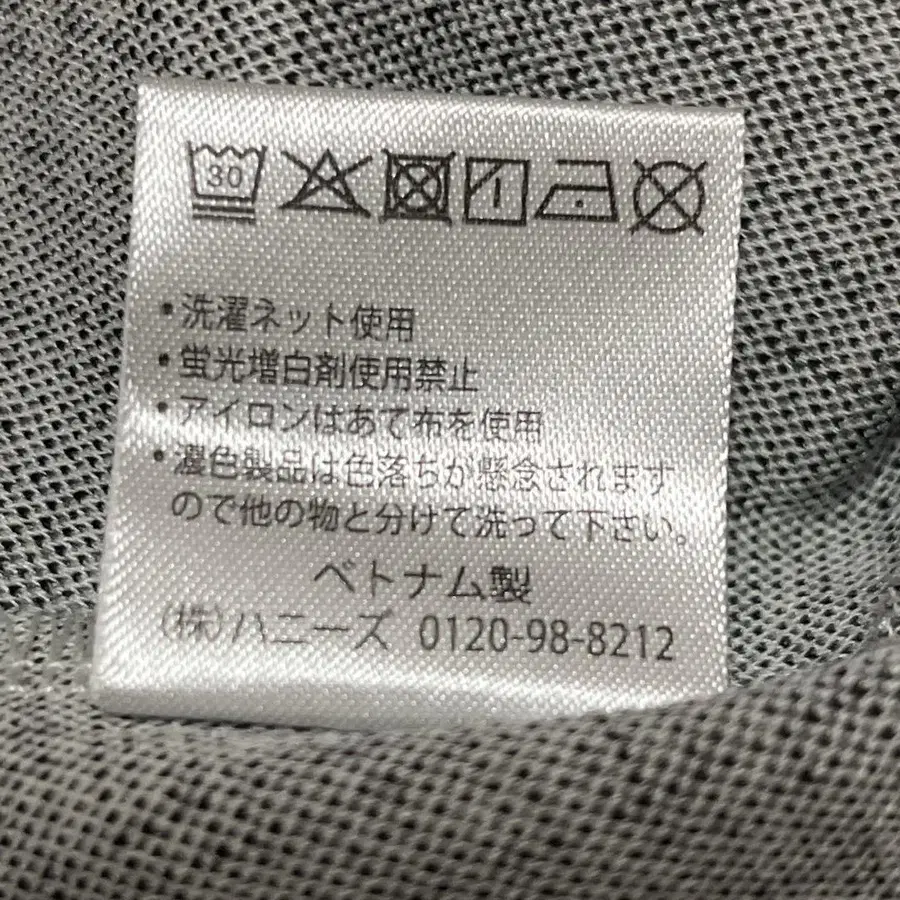 30
・洗濯ネット使用
・蛍光増白剤使用禁止
・アイロンはあて布を使用
・濃色製品は色落ちが懸念されます
ので他の物と分けて洗って下さい。
ベトナム製
(株)ハニーズ 0120-98-8212